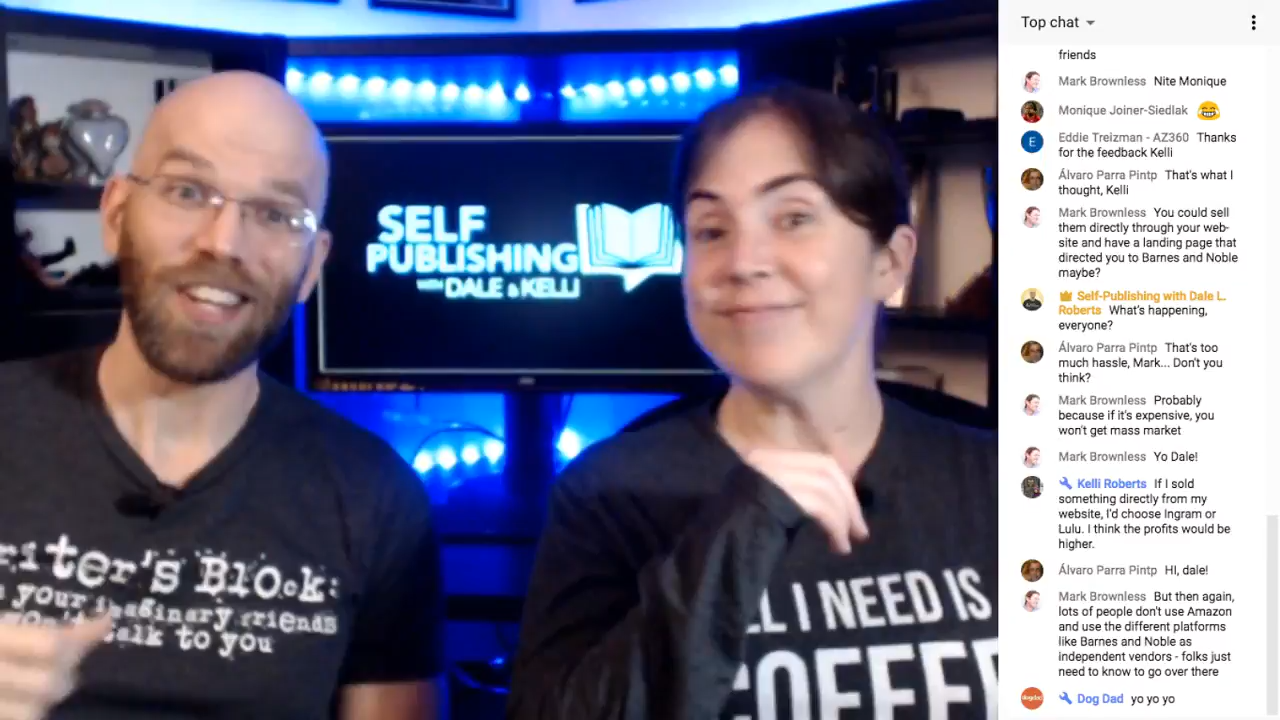 SELF
PUBLISHING
WITH DALE & KELLI
riter's Block:
your imaginary friends
won't talk to you
LL I NEED IS
COFFEE
Top chat
friends
Mark Brownless Nite Monique
Monique Joiner-Siedlak
E
Eddie Treizman - AZ360 Thanks
for the feedback Kelli
Álvaro Parra Pintp That's what I
thought, Kelli
Mark Brownless You could sell
them directly through your web-
site and have a landing page that
directed you to Barnes and Noble
maybe?
Self-Publishing with Dale L.
Roberts What's happening,
everyone?
Álvaro Parra Pintp That's too
much hassle, Mark... Don't you
think?
Mark Brownless Probably
because if it's expensive, you
won't get mass market
Mark Brownless Yo Dale!
Kelli Roberts If I sold
something directly from my
website, I'd choose Ingram or
Lulu. I think the profits would be
higher.
Álvaro Parra Pintp HI, dale!
Mark Brownless But then again,
lots of people don't use Amazon
and use the different platforms
like Barnes and Noble as
independent vendors - folks just
need to know to go over there
Dog Dad yo yo yo